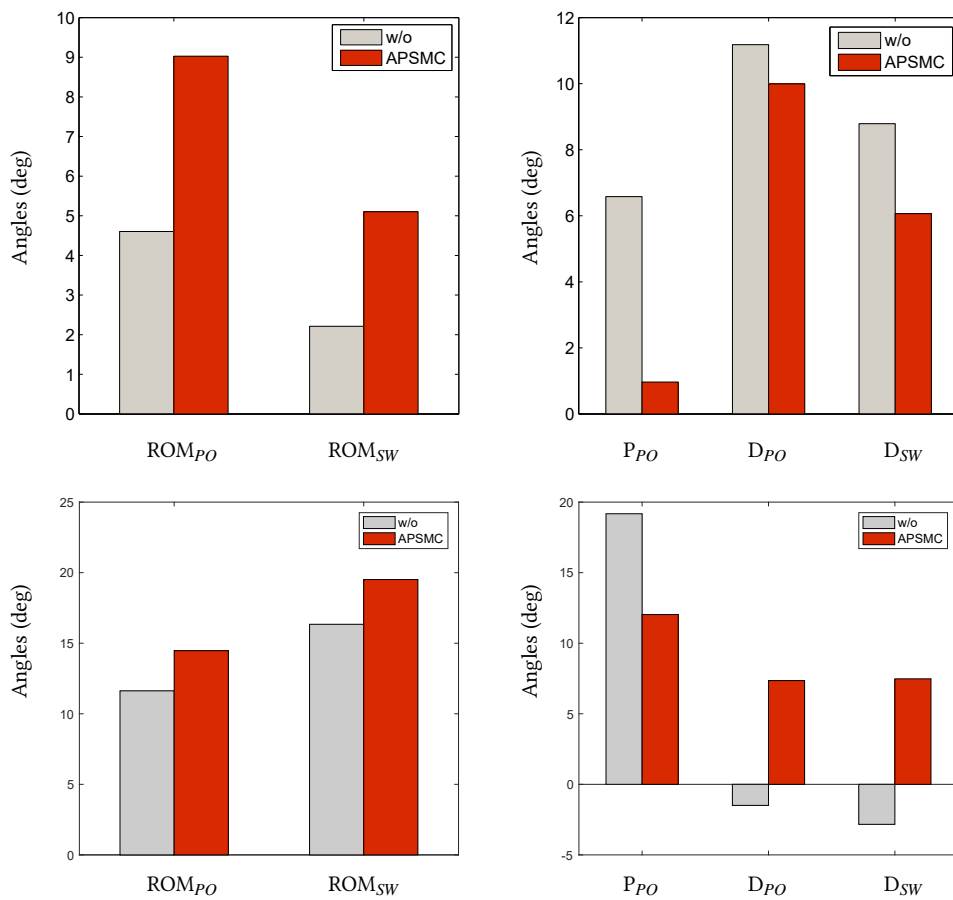 10
9
8
7
6
5
4
3
2
1
0
Angles (deg)
w/o
APSMC
ROM_PO
ROM_SW
12
10
8
6
4
2
0
Angles (deg)
w/o
APSMC
P_PO
D_PO
D_SW
25
20
15
10
5
0
Angles (deg)
w/o
APSMC
ROM_PO
ROM_SW
20
15
10
5
0
-5
Angles (deg)
w/o
APSMC
P_PO
D_PO
D_SW